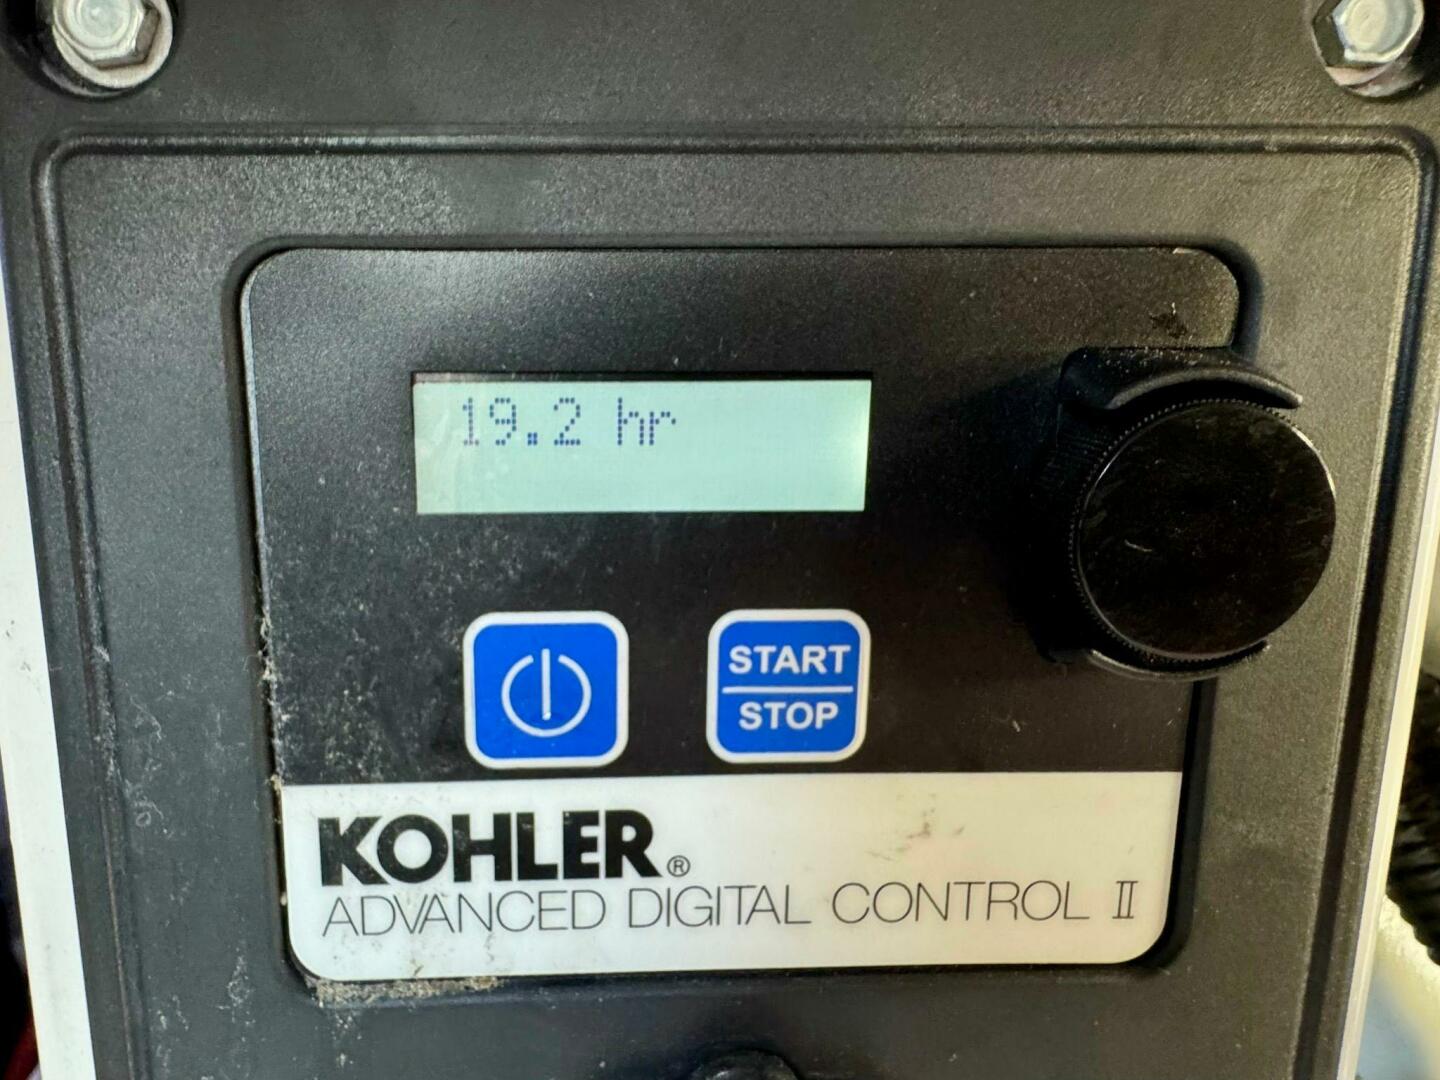 19.2 hr
START
STOP
KOHLER®
ADVANCED DIGITAL CONTROL II